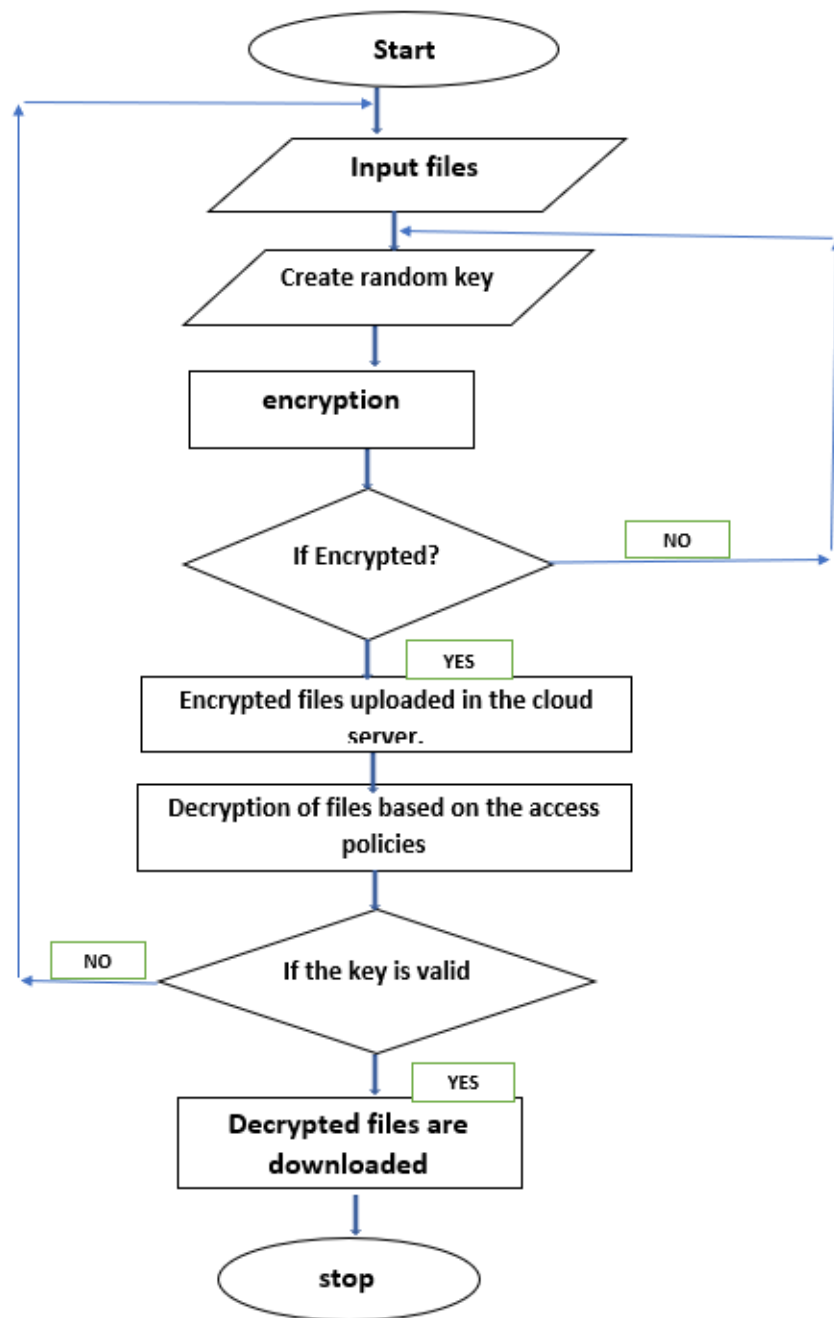 Start
Input files
Create random key
encryption
If Encrypted?
NO
YES
Encrypted files uploaded in the cloud
server.
Decryption of files based on the access
policies
NO
If the key is valid
YES
Decrypted files are
downloaded
stop